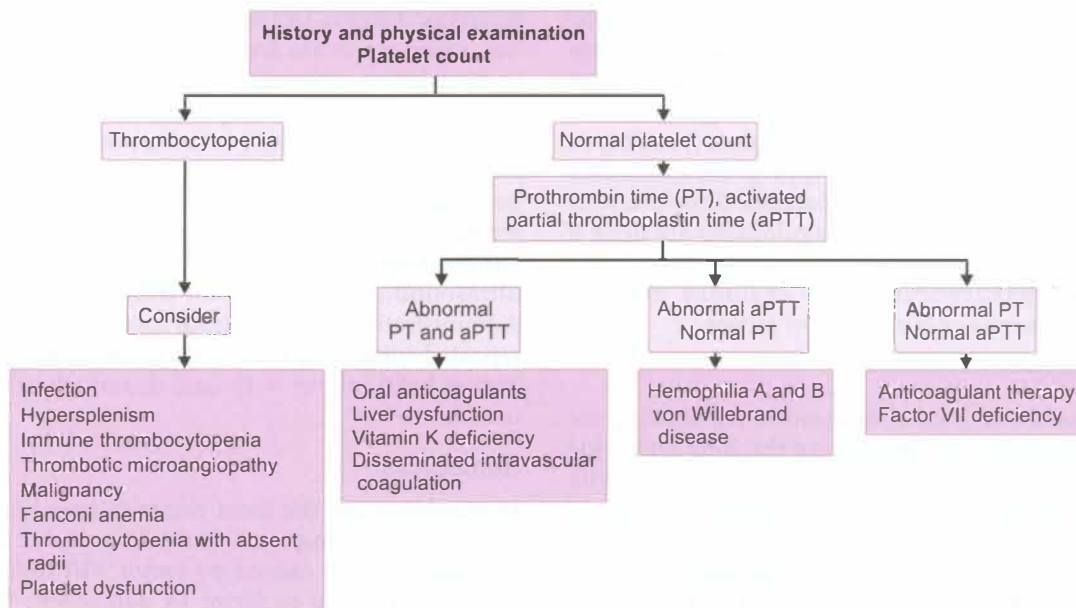 History and physical examination
Platelet count
Thrombocytopenia
Normal platelet count
Prothrombin time (PT), activated
partial thromboplastin time (aPTT)
Consider
Abnormal
PT and aPTT
Abnormal aPTT
Normal PT
Abnormal PT
Normal aPTT
Infection
Hypersplenism
Immune thrombocytopenia
Thrombotic microangiopathy
Malignancy
Fanconi anemia
Thrombocytopenia with absent
radii
Platelet dysfunction
Oral anticoagulants
Liver dysfunction
Vitamin K deficiency
Disseminated intravascular
coagulation
Hemophilia A and B
von Willebrand
disease
Anticoagulant therapy
Factor VII deficiency